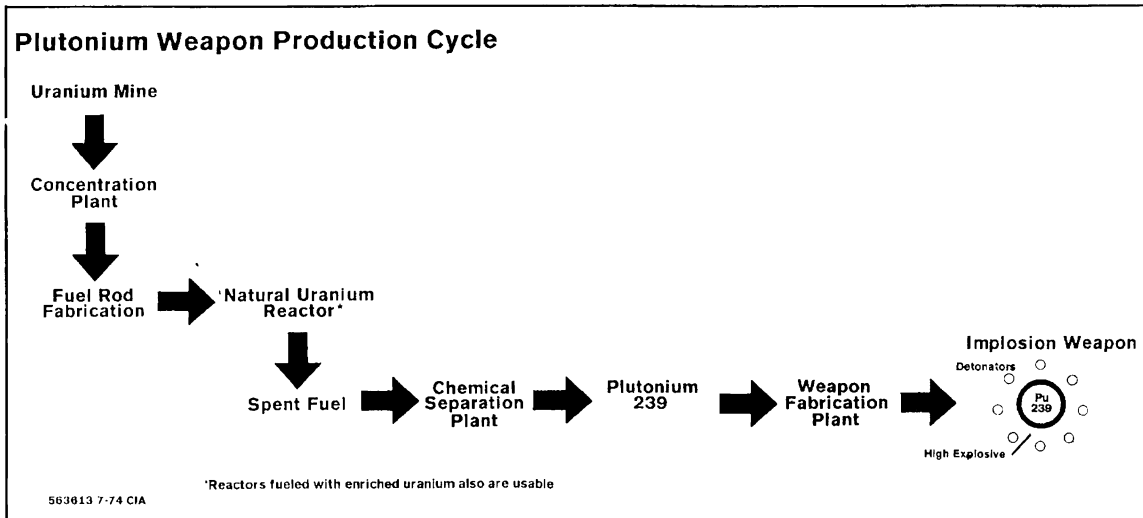 Plutonium Weapon Production Cycle
Uranium Mine
Concentration
Plant
Fuel Rod
Fabrication
'Natural Uranium
Reactor*
Spent Fuel
Chemical
Separation
Plant
Plutonium
239
Weapon
Fabrication
Plant
Implosion Weapon
Detonators
Pu
239
High Explosive
*Reactors fueled with enriched uranium also are usable
563613 7-74 CIA